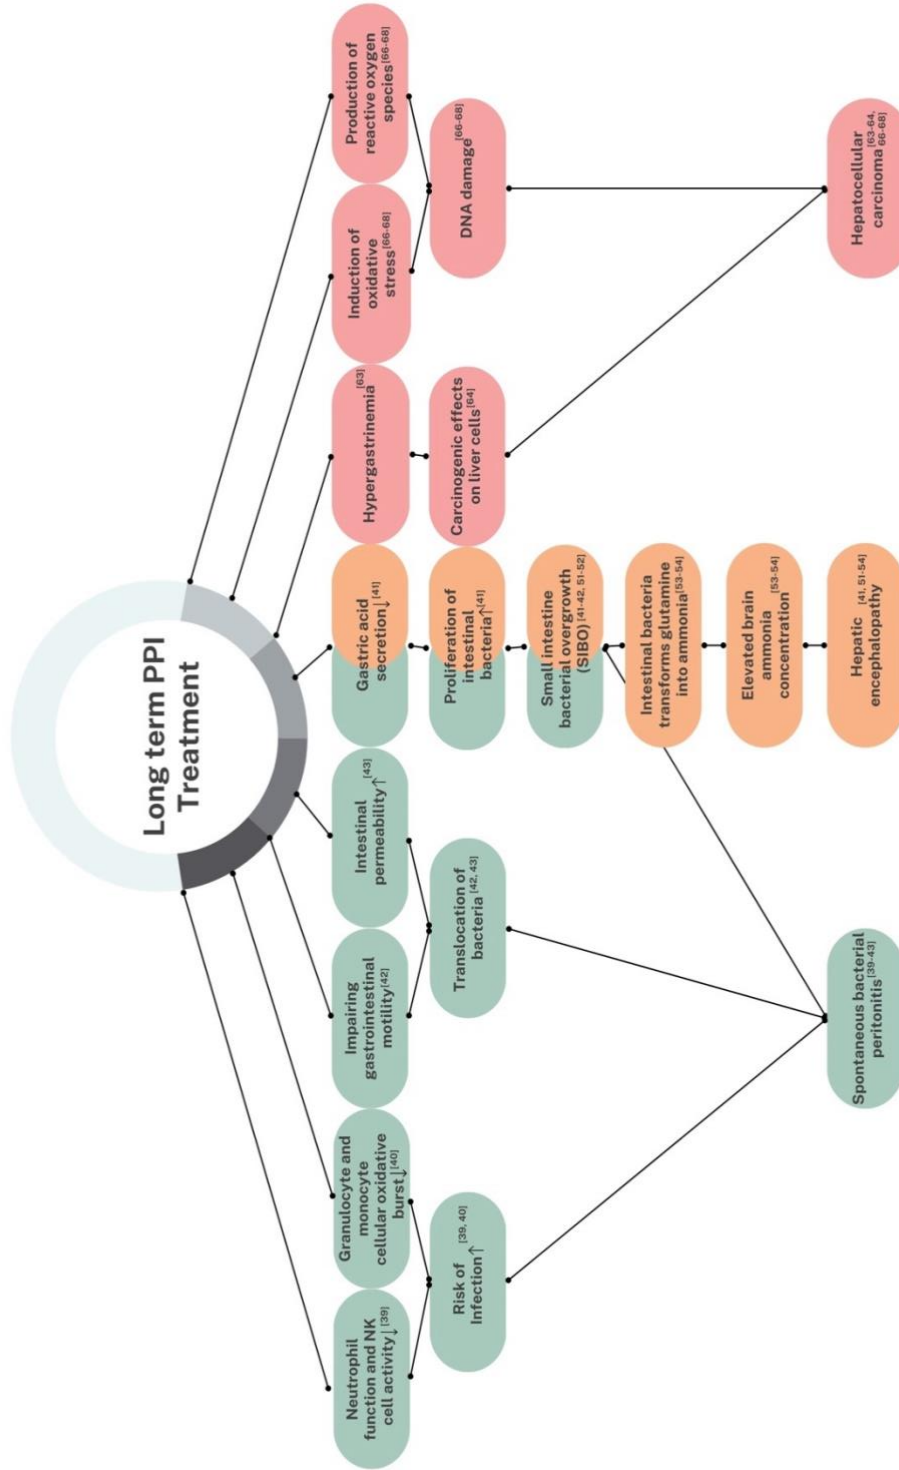 Long term PPI
Treatment
Neutrophil
function and NK
cell activity↓[39]
Granulocyte and
monocyte
cellular oxidative
burst↓[40]
Impairing
gastrointestinal
motility[42]
Intestinal
permeability↑[43]
Gastric acid
secretion↓[41]
Hypergastrinemia[63]
Induction of
oxidative
stress[66-68]
Production of
reactive oxygen
species[66-68]
Risk of
Infection↑[39, 40]
Translocation of
bacteria[42, 43]
Proliferation of
intestinal
bacteria↑[41]
Carcinogenic effects
on liver cells[64]
DNA damage[66-68]
Small intestine
bacterial overgrowth
(SIBO)[41-42, 51-52]
Intestinal bacteria
transforms glutamine
into ammonia[53-54]
Elevated brain
ammonia[53-54]
concentration
Spontaneous bacterial
peritonitis[39-43]
Hepatic[41, 51-54]
encephalopathy
Hepatocellular
carcinoma[63-64,
66-68]